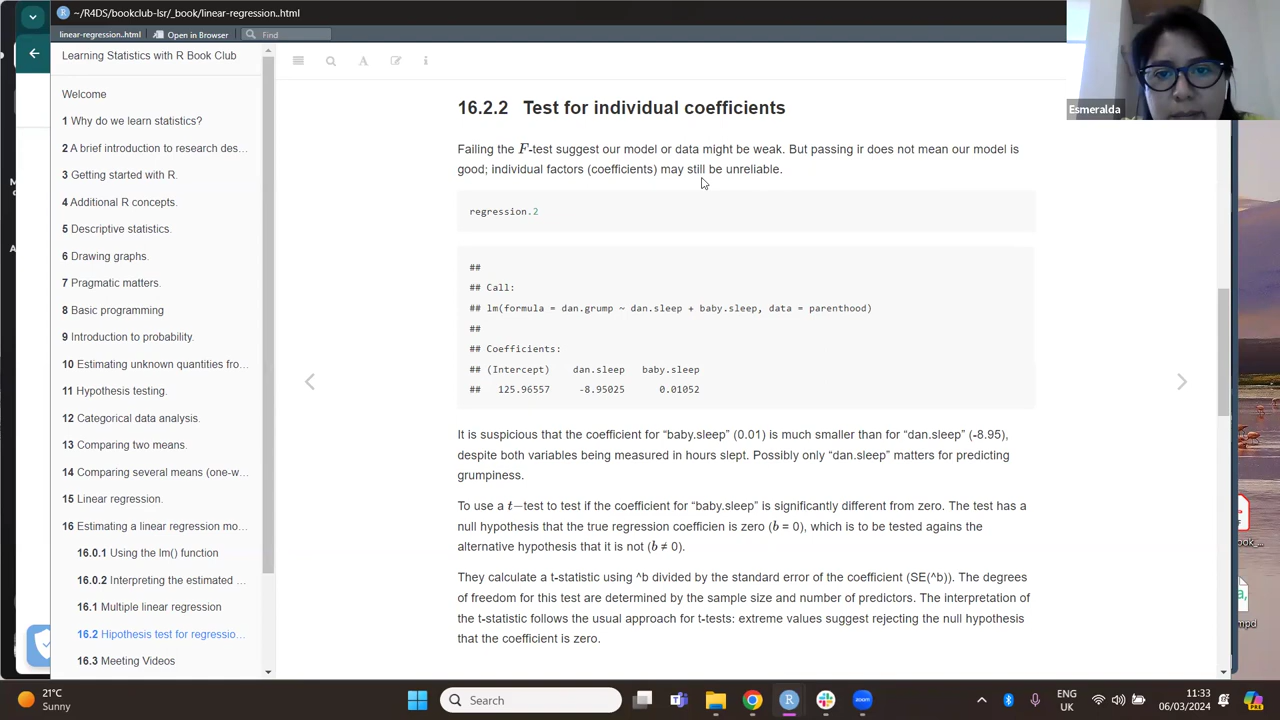 ~/R4DS/bookclub-lsr/_book/linear-regression..html
linear-regression..html
Open in Browser
Find
Learning Statistics with R Book Club
Welcome
1 Why do we learn statistics?
2 A brief introduction to research des...
3 Getting started with R.
4 Additional R concepts.
5 Descriptive statistics.
6 Drawing graphs.
7 Pragmatic matters.
8 Basic programming
9 Introduction to probability.
10 Estimating unknown quantities fro...
11 Hypothesis testing.
12 Categorical data analysis.
13 Comparing two means.
14 Comparing several means (one-w...
15 Linear regression.
16 Estimating a linear regression mo...
16.0.1 Using the lm() function
16.0.2 Interpreting the estimated ...
16.1 Multiple linear regression
16.2 Hipothesis test for regressio...
16.3 Meeting Videos
16.2.2 Test for individual coefficients
Failing the F-test suggest our model or data might be weak. But passing ir does not mean our model is
good; individual factors (coefficients) may still be unreliable.
regression.2
##
## Call:
## lm(formula = dan.grump ~ dan.sleep + baby.sleep, data = parenthood)
##
## Coefficients:
## (Intercept) dan.sleep baby.sleep
## 125.96557 -8.95025 0.01052
It is suspicious that the coefficient for “baby.sleep” (0.01) is much smaller than for “dan.sleep” (-8.95),
despite both variables being measured in hours slept. Possibly only “dan.sleep” matters for predicting
grumpiness.
To use a t−test to test if the coefficient for “baby.sleep” is significantly different from zero. The test has a
null hypothesis that the true regression coefficien is zero (b = 0), which is to be tested agains the
alternative hypothesis that it is not (b ≠ 0).
They calculate a t-statistic using ^b divided by the standard error of the coefficient (SE(^b)). The degrees
of freedom for this test are determined by the sample size and number of predictors. The interpretation of
the t-statistic follows the usual approach for t-tests: extreme values suggest rejecting the null hypothesis
that the coefficient is zero.
Esmeralda
21°C
Sunny
Search
ENG
UK
11:33
06/03/2024